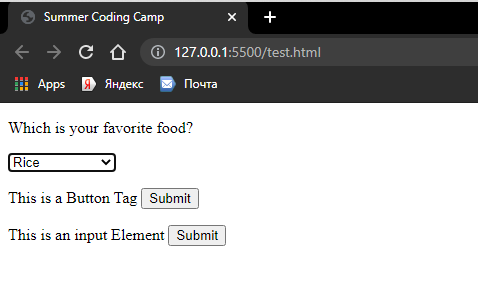 Summer Coding Camp
127.0.0.1:5500/test.html
Apps Яндекс Почта
Which is your favorite food?
Rice
This is a Button Tag Submit
This is an input Element Submit